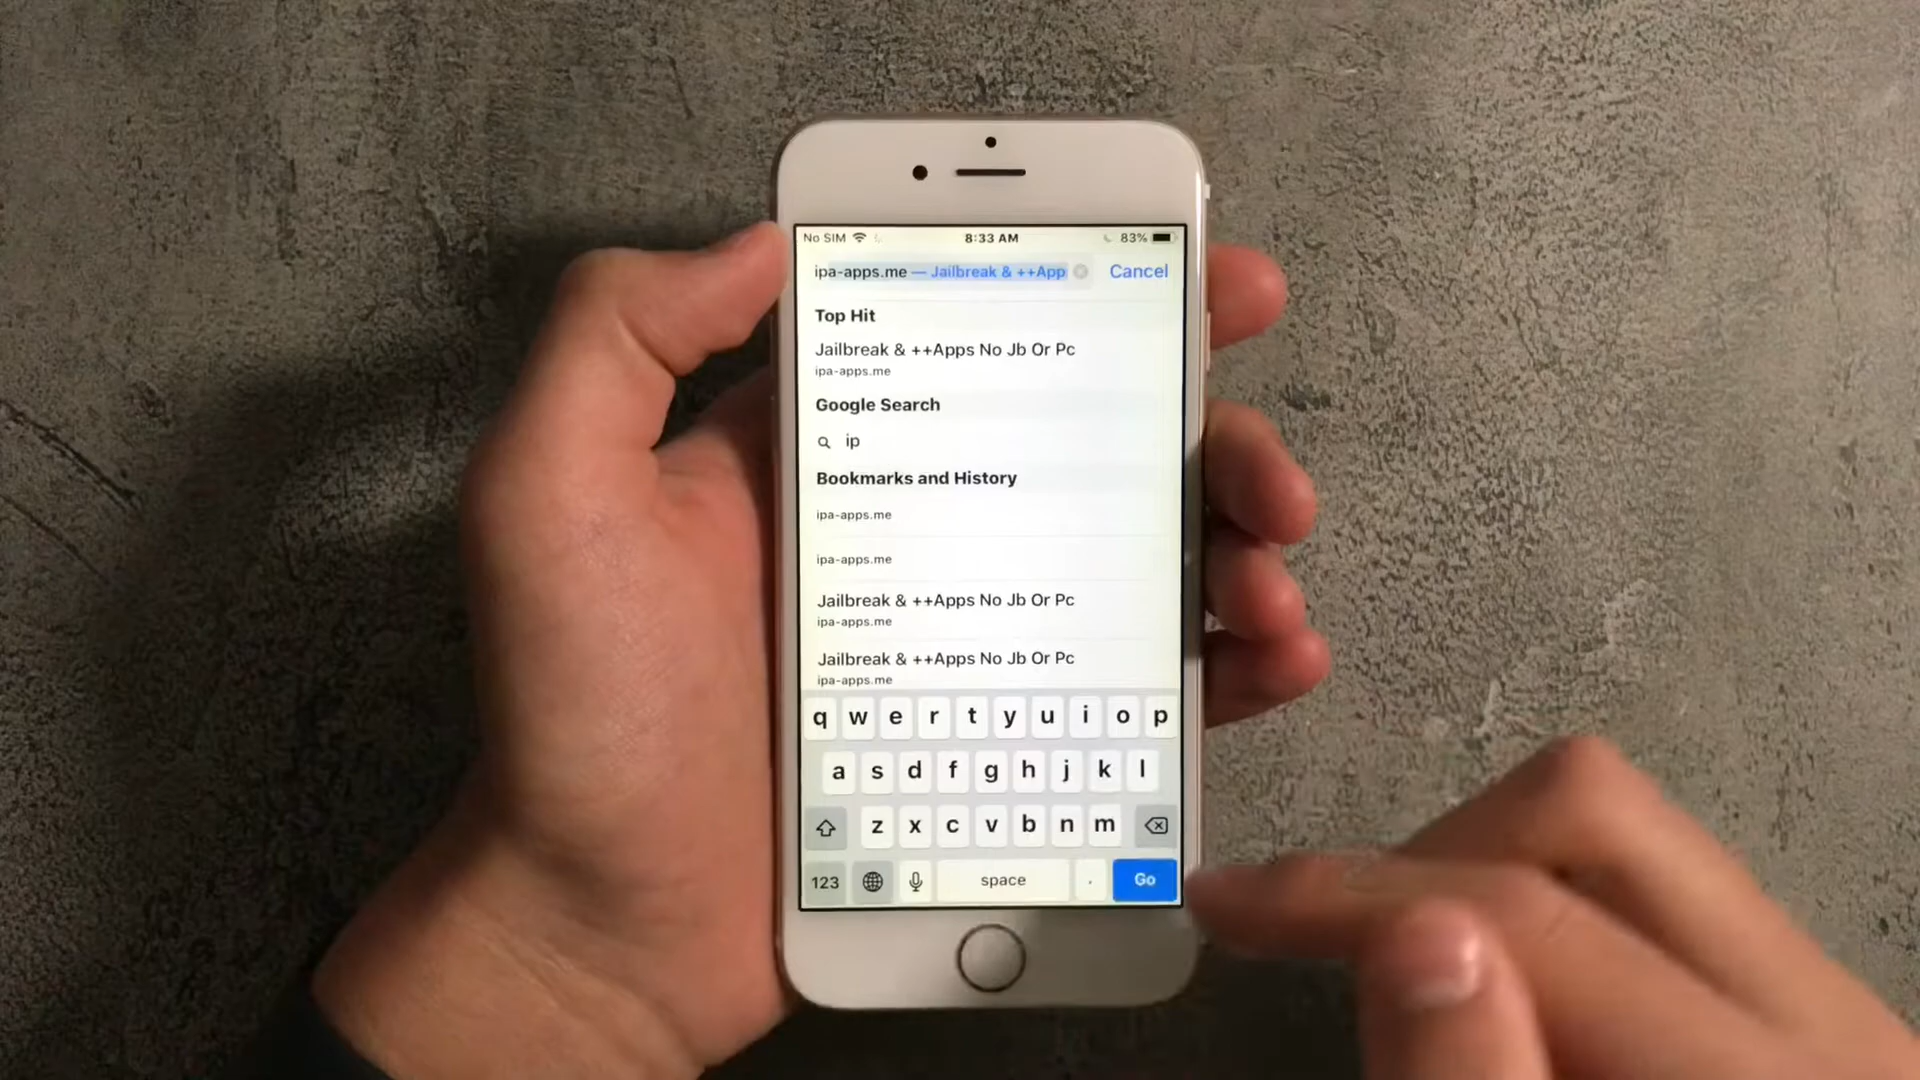 No SIM 8:33 AM 83%
ipa-apps.me — Jailbreak & ++App Cancel
Top Hit
Jailbreak & ++Apps No Jb Or Pc
ipa-apps.me
Google Search
ip
Bookmarks and History
ipa-apps.me
ipa-apps.me
Jailbreak & ++Apps No Jb Or Pc
ipa-apps.me
Jailbreak & ++Apps No Jb Or Pc
ipa-apps.me
q w e r t y u i o p
a s d f g h j k l
z x c v b n m
123 space . Go